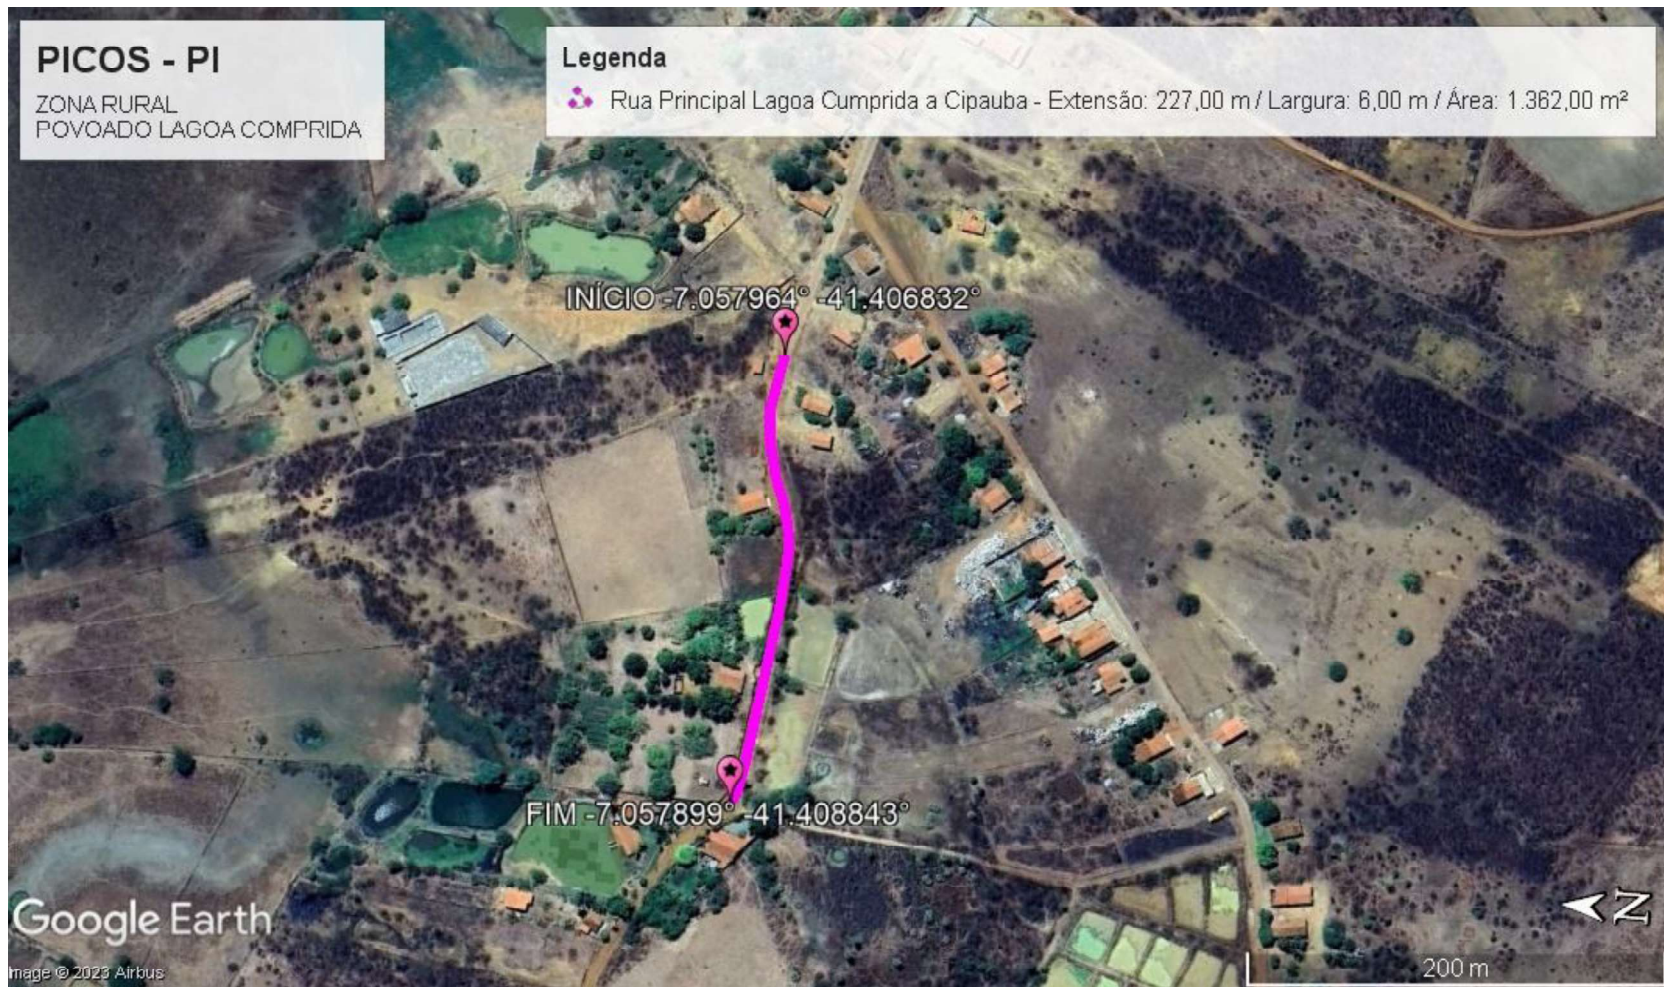 PICOS - PI
ZONA RURAL
POVOADO LAGOA COMPRIDA
Legenda
Rua Principal Lagoa Cumprida a Cipauba - Extensão: 227,00 m / Largura: 6,00 m / Área: 1.362,00 m²
INÍCIO -7.057964° -41.406832°
FIM -7.057899° -41.408843°
Google Earth
Image © 2023 Airbus
N
200 m